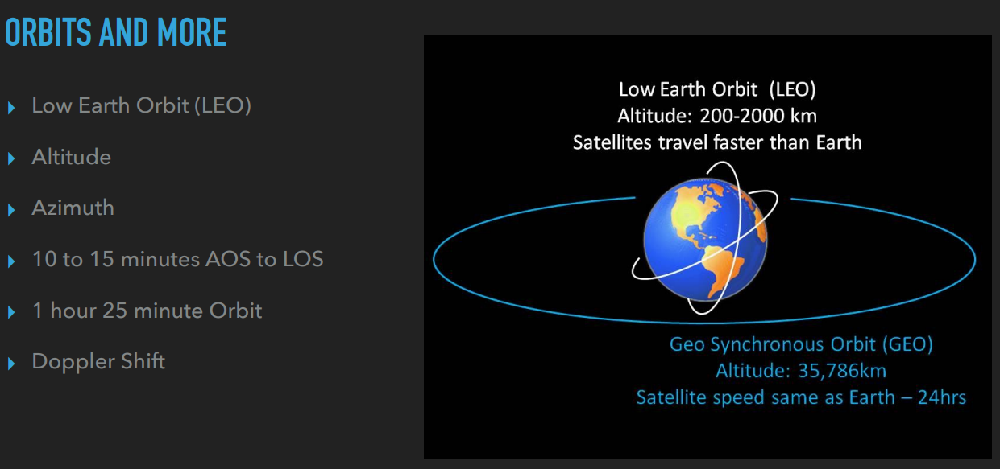 ORBITS AND MORE
Low Earth Orbit (LEO)
Altitude
Azimuth
10 to 15 minutes AOS to LOS
1 hour 25 minute Orbit
Doppler Shift
Low Earth Orbit  (LEO)
Altitude: 200-2000 km
Satellites travel faster than Earth
Geo Synchronous Orbit (GEO)
Altitude: 35,786km
Satellite speed same as Earth – 24hrs